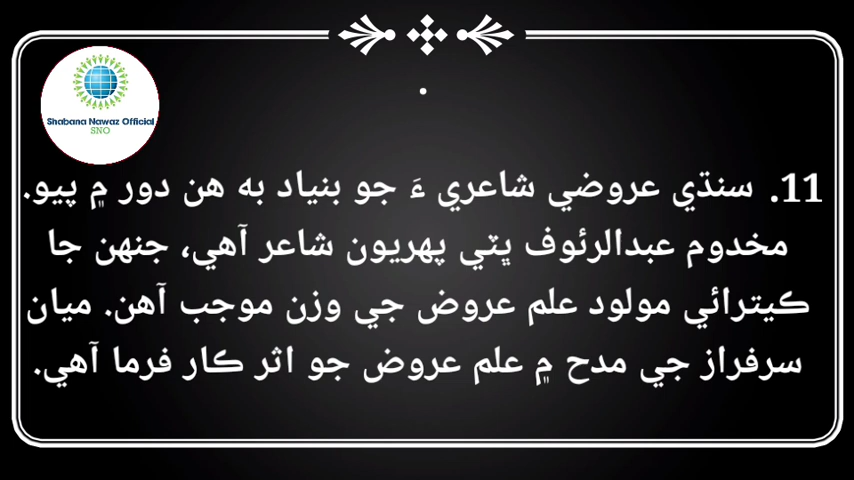 Shabana Nawaz Official
SNO
11. سنڌي عروضي شاعري ءَ جو بنياد به هن دور ۾ پيو.
مخدوم عبدالرئوف ڀٽي پهريون شاعر آهي، جنهن جا
ڪيترائي مولود علم عروض جي وزن موجب آهن. ميان
سرفراز جي مدح ۾ علم عروض جو اثر ڪار فرما آهي.